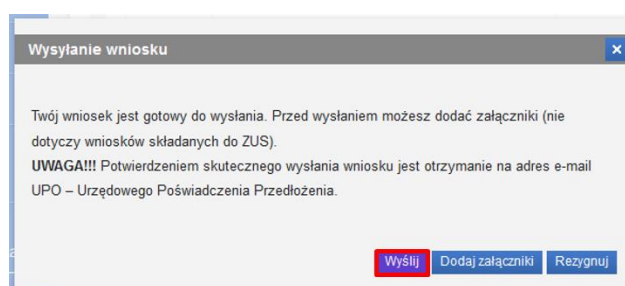 Wysyłanie wniosku
Twój wniosek jest gotowy do wysłania. Przed wysłaniem możesz dodać załączniki (nie
dotyczy wniosków składanych do ZUS).
UWAGA!!! Potwierdzeniem skutecznego wysłania wniosku jest otrzymanie na adres e-mail
UPO – Urzędowego Poświadczenia Przedłożenia.
Wyślij Dodaj załączniki Rezygnuj